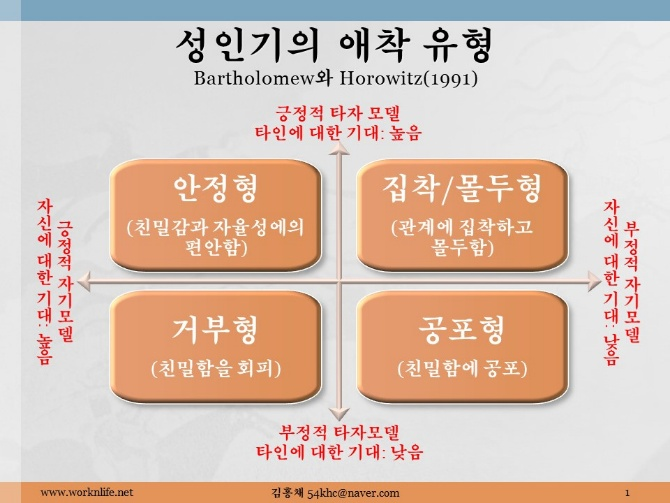 성인기의 애착 유형
Bartholomew와 Horowitz(1991)
긍정적 타자 모델
타인에 대한 기대: 높음
긍정적 자기모델
자신에 대한 기대: 높음
안정형
(친밀감과 자율성에의
편안함)
집착/몰두형
(관계에 집착하고
몰두함)
부정적 자기모델
자신에 대한 기대: 낮음
거부형
(친밀함을 회피)
공포형
(친밀함에 공포)
부정적 타자모델
타인에 대한 기대: 낮음
www.worknlife.net
김홍채 54khc@naver.com
1